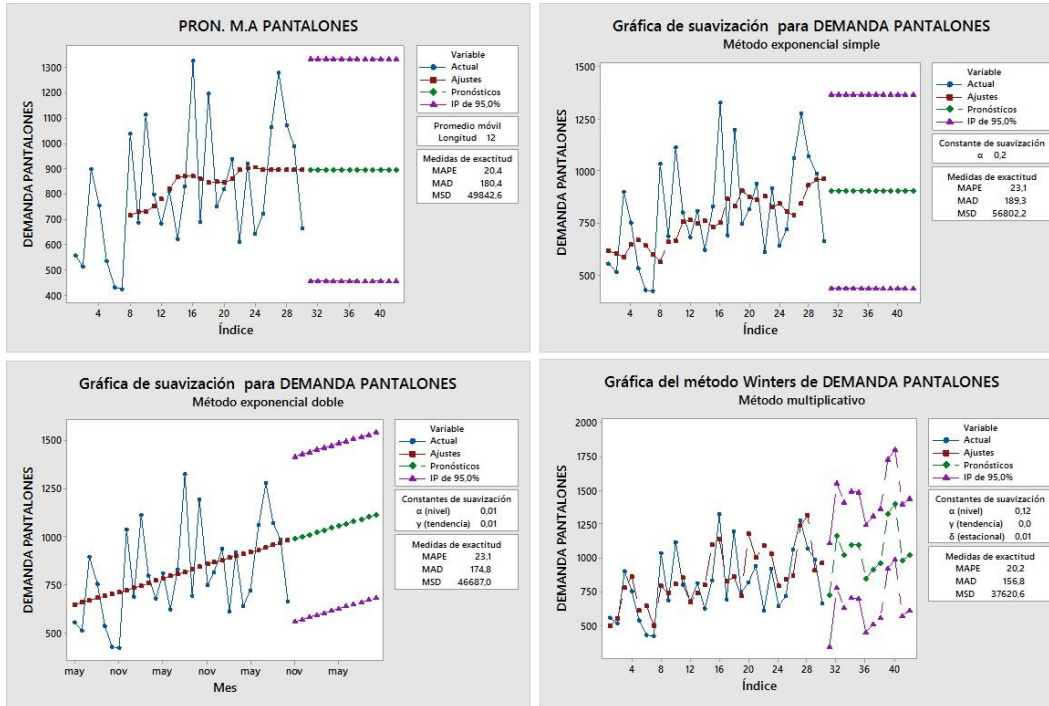 PRON. M.A PANTALONES
DEMANDA PANTALONES
1300
1200
1100
1000
900
800
700
600
500
400
4 8 12 16 20 24 28 32 36 40
Índice
Variable
Actual
Ajustes
Pronósticos
IP de 95,0%
Promedio móvil
Longitud 12
Medidas de exactitud
MAPE 20,4
MAD 180,4
MSD 49842,6
Gráfica de suavización para DEMANDA PANTALONES
Método exponencial simple
DEMANDA PANTALONES
1500
1250
1000
750
500
4 8 12 16 20 24 28 32 36 40
Índice
Variable
Actual
Ajustes
Pronósticos
IP de 95,0%
Constante de suavización
α 0,2
Medidas de exactitud
MAPE 23,1
MAD 189,3
MSD 56802,2
Gráfica de suavización para DEMANDA PANTALONES
Método exponencial doble
DEMANDA PANTALONES
1500
1250
1000
750
500
may nov may nov may nov may
Mes
Variable
Actual
Ajustes
Pronósticos
IP de 95,0%
Constantes de suavización
α (nivel) 0,01
γ (tendencia) 0,01
Medidas de exactitud
MAPE 23,1
MAD 174,8
MSD 46687,0
Gráfica del método Winters de DEMANDA PANTALONES
Método multiplicativo
DEMANDA PANTALONES
2000
1750
1500
1250
1000
750
500
4 8 12 16 20 24 28 32 36 40
Índice
Variable
Actual
Ajustes
Pronósticos
IP de 95,0%
Constantes de suavización
α (nivel) 0,12
γ (tendencia) 0,0
δ (estacional) 0,01
Medidas de exactitud
MAPE 20,2
MAD 156,8
MSD 37620,6